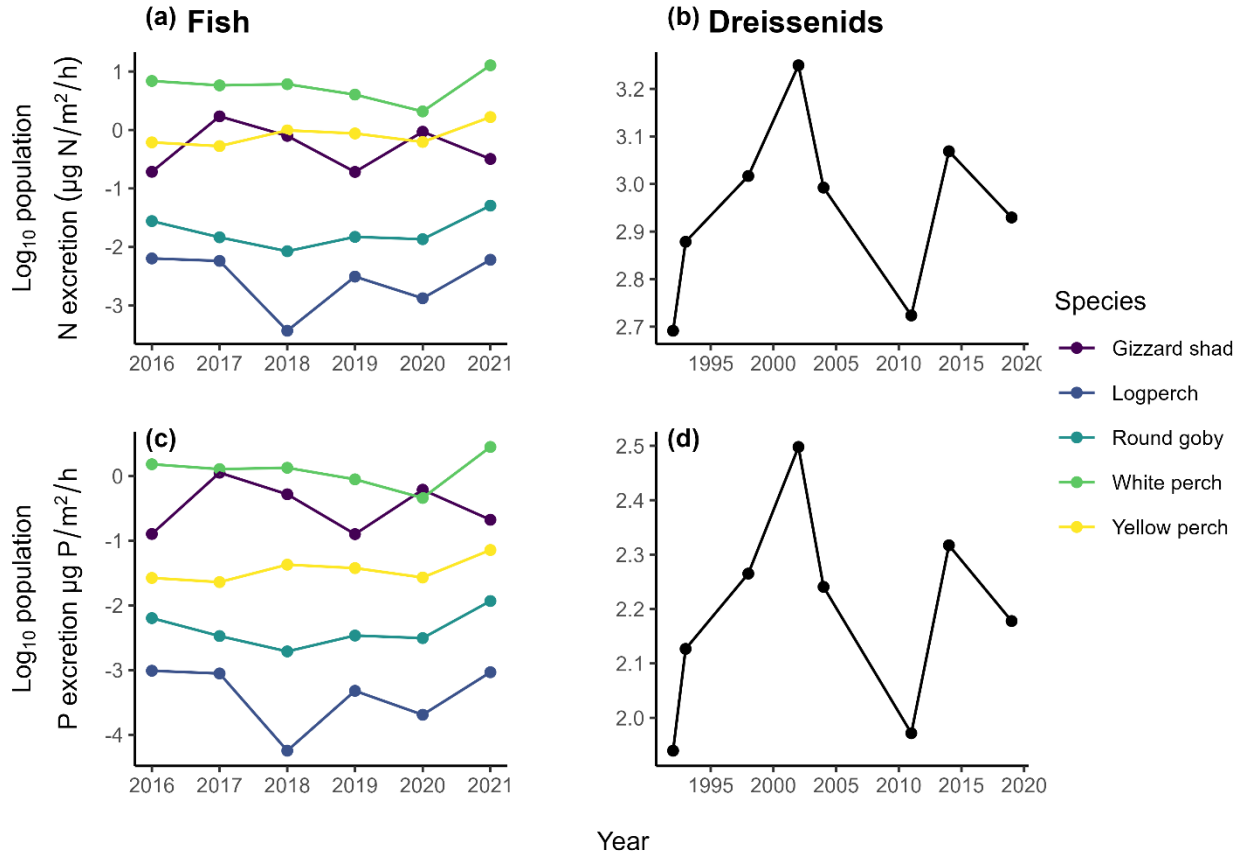 (a) Fish
(b) Dreissenids
Log₁₀ population
N excretion (µg N/m²/h)
1
0
-1
-2
-3
2016 2017 2018 2019 2020 2021
3.2
3.1
3.0
2.9
2.8
2.7
1995 2000 2005 2010 2015 2020
Species
Gizzard shad
Logperch
Round goby
White perch
Yellow perch
(c)
(d)
Log₁₀ population
P excretion µg P/m²/h
0
-1
-2
-3
-4
2016 2017 2018 2019 2020 2021
2.5
2.4
2.3
2.2
2.1
2.0
1995 2000 2005 2010 2015 2020
Year